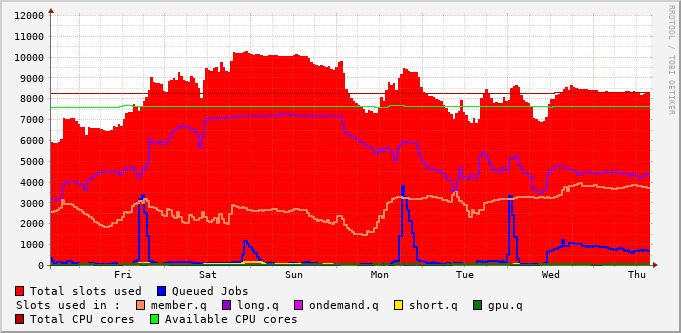 RRDTOOL / TOBI OETIKER
12000
11000
10000
9000
8000
7000
6000
5000
4000
3000
2000
1000
0
Fri Sat Sun Mon Tue Wed Thu
Total slots used Queued Jobs
Slots used in : member.q long.q ondemand.q short.q gpu.q
Total CPU cores Available CPU cores